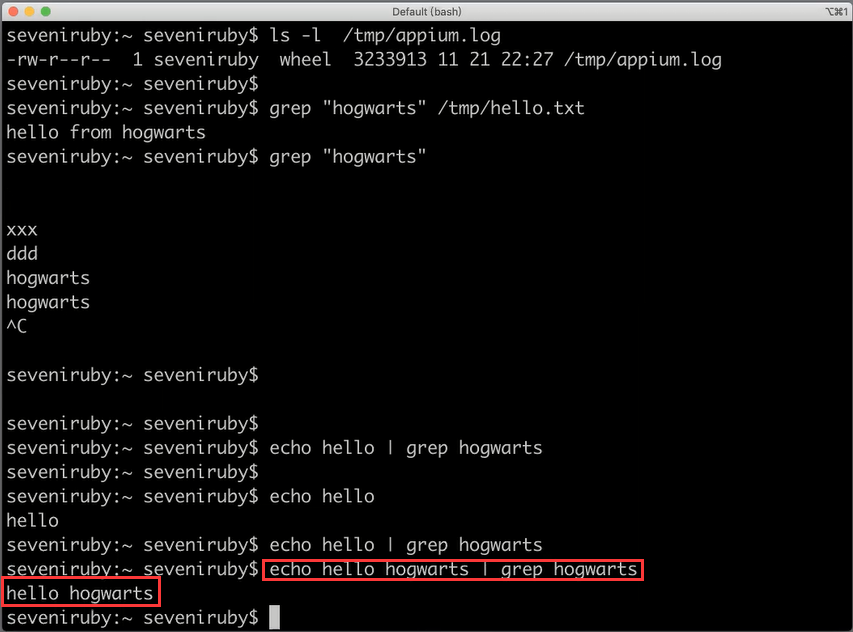 Default (bash)
⌥⌘1
seveniruby:~ seveniruby$ ls -l  /tmp/appium.log
-rw-r--r--  1 seveniruby  wheel  3233913 11 21 22:27 /tmp/appium.log
seveniruby:~ seveniruby$
seveniruby:~ seveniruby$ grep "hogwarts" /tmp/hello.txt
hello from hogwarts
seveniruby:~ seveniruby$ grep "hogwarts"
xxx
ddd
hogwarts
hogwarts
^C
seveniruby:~ seveniruby$
seveniruby:~ seveniruby$
seveniruby:~ seveniruby$ echo hello | grep hogwarts
seveniruby:~ seveniruby$
seveniruby:~ seveniruby$ echo hello
hello
seveniruby:~ seveniruby$ echo hello | grep hogwarts
seveniruby:~ seveniruby$ echo hello hogwarts | grep hogwarts
hello hogwarts
seveniruby:~ seveniruby$